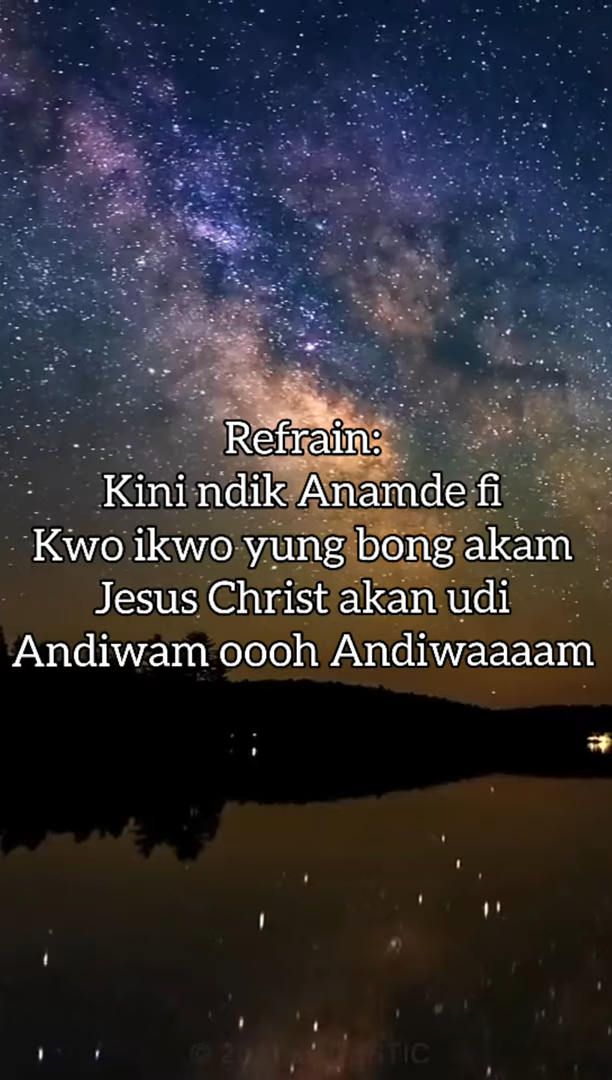 Refrain:
Kini ndik Anamde fi
Kwo ikwo yung bong akam
Jesus Christ akan udi
Andiwam oooh Andiwaaaam